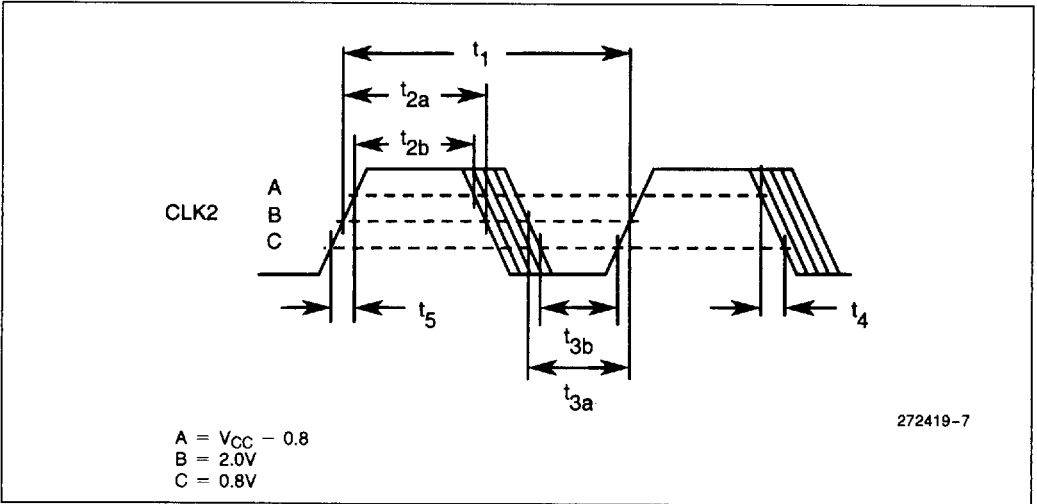 t1
t2a
t2b
A
CLK2 B
C
t5
t4
t3b
t3a
272419-7
A = VCC − 0.8
B = 2.0V
C = 0.8V